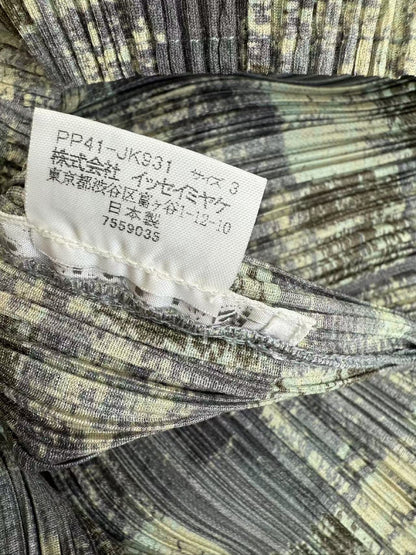 PP41-JK931 サイズ 3
株式会社 イッセイミヤケ
東京都渋谷区富ヶ谷1-12-10
日本製
7559035